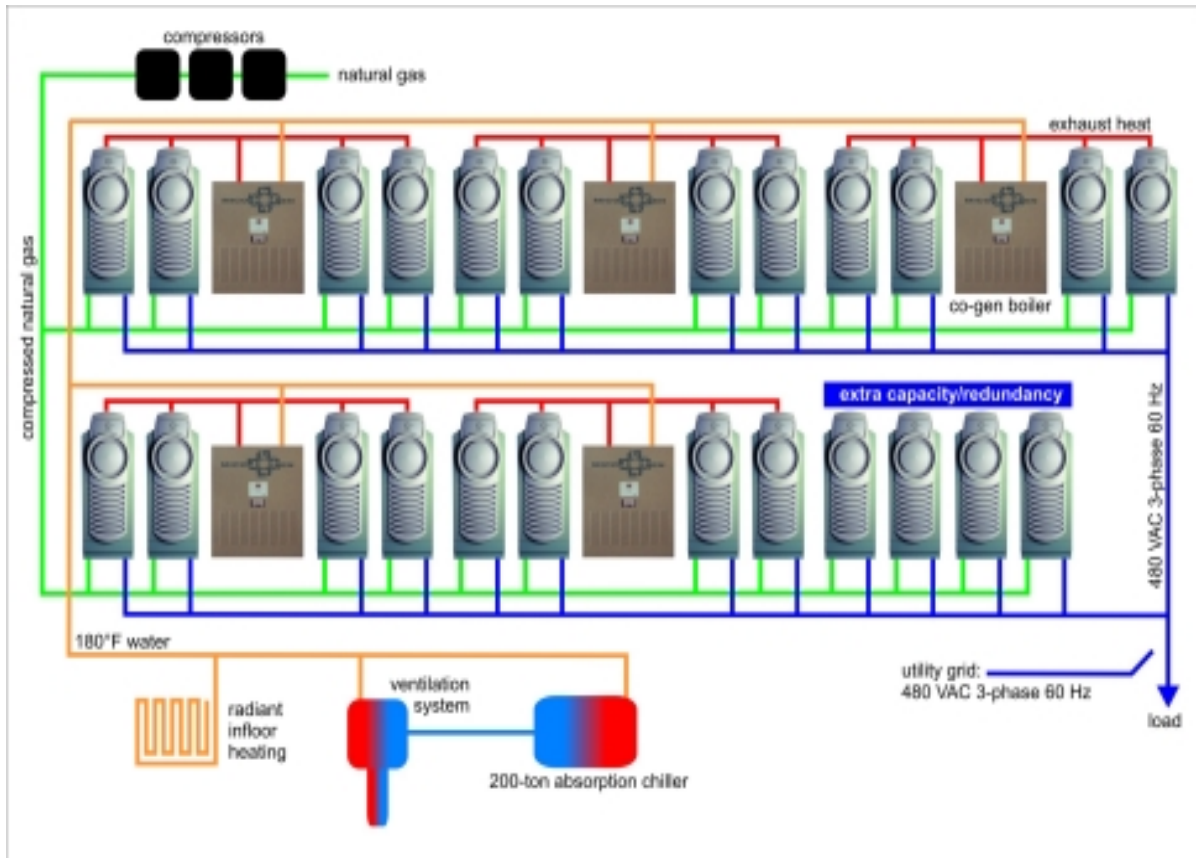 compressors
natural gas
exhaust heat
compressed natural gas
co-gen boiler
extra capacity/redundancy
480 VAC 3-phase 60 Hz
180°F water
radiant
infloor
heating
ventilation
system
200-ton absorption chiller
utility grid:
480 VAC 3-phase 60 Hz
load